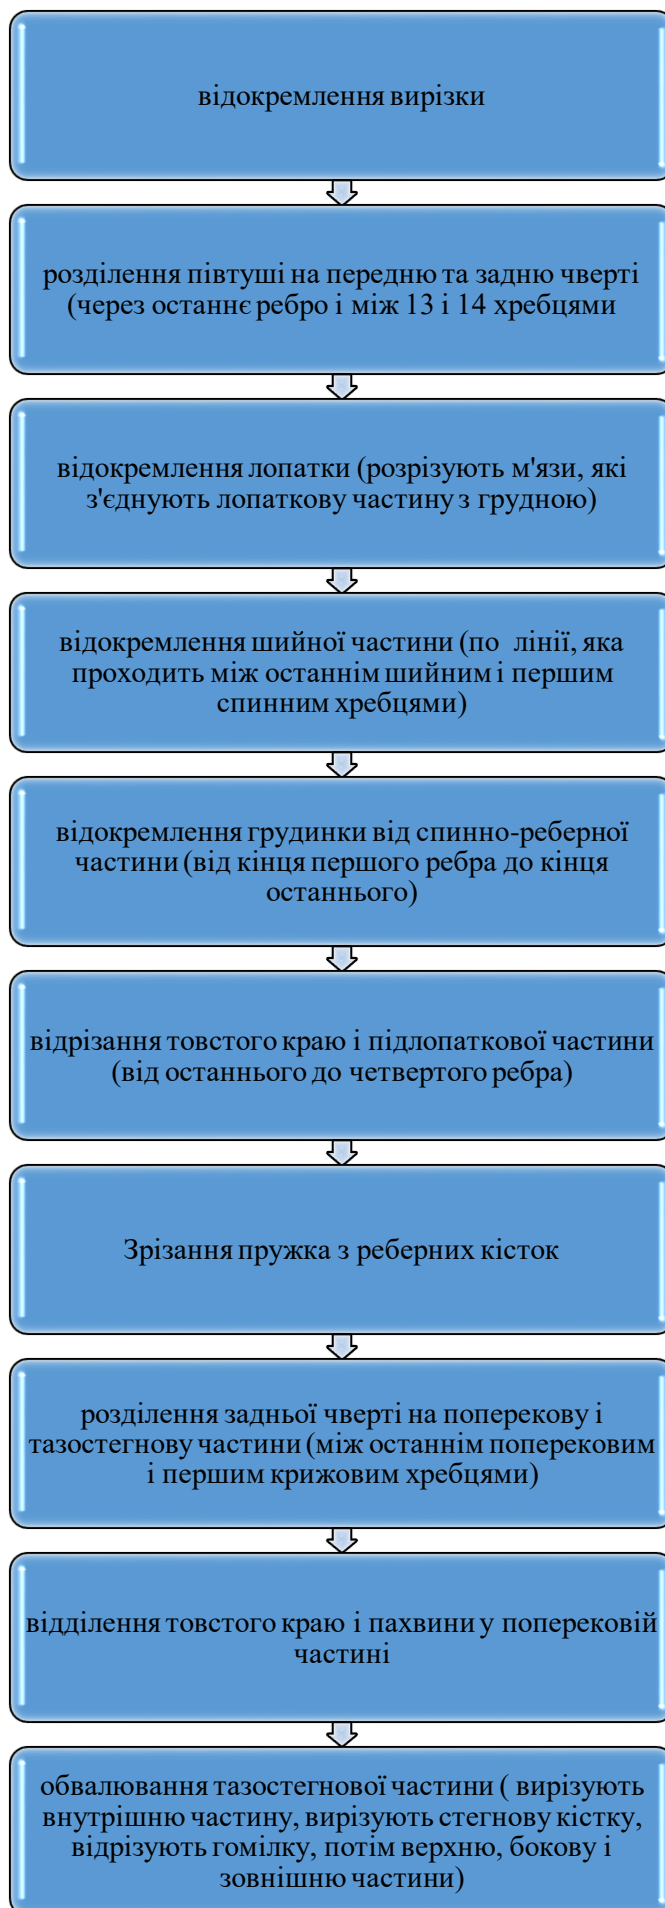 відокремлення вирізки
розділення півтуші на передню та задню чверті
(через останнє ребро і між 13 і 14 хребцями
відокремлення лопатки (розрізують м'язи, які
з'єднують лопаткову частину з грудною)
відокремлення шийної частини (по лінії, яка
проходить між останнім шийним і першим
спинним хребцями)
відокремлення грудинки від спинно-реберної
частини (від кінця першого ребра до кінця
останнього)
відрізання товстого краю і підлопаткової частини
(від останнього до четвертого ребра)
Зрізання пружка з реберних кісток
розділення задньої чверті на поперекову і
тазостегнову частини (між останнім поперековим
і першим крижовим хребцями)
відділення товстого краю і пахвини у поперековій
частині
обвалювання тазостегнової частини ( вирізують
внутрішню частину, вирізують стегнову кістку,
відрізують гомілку, потім верхню, бокову і
зовнішню частини)